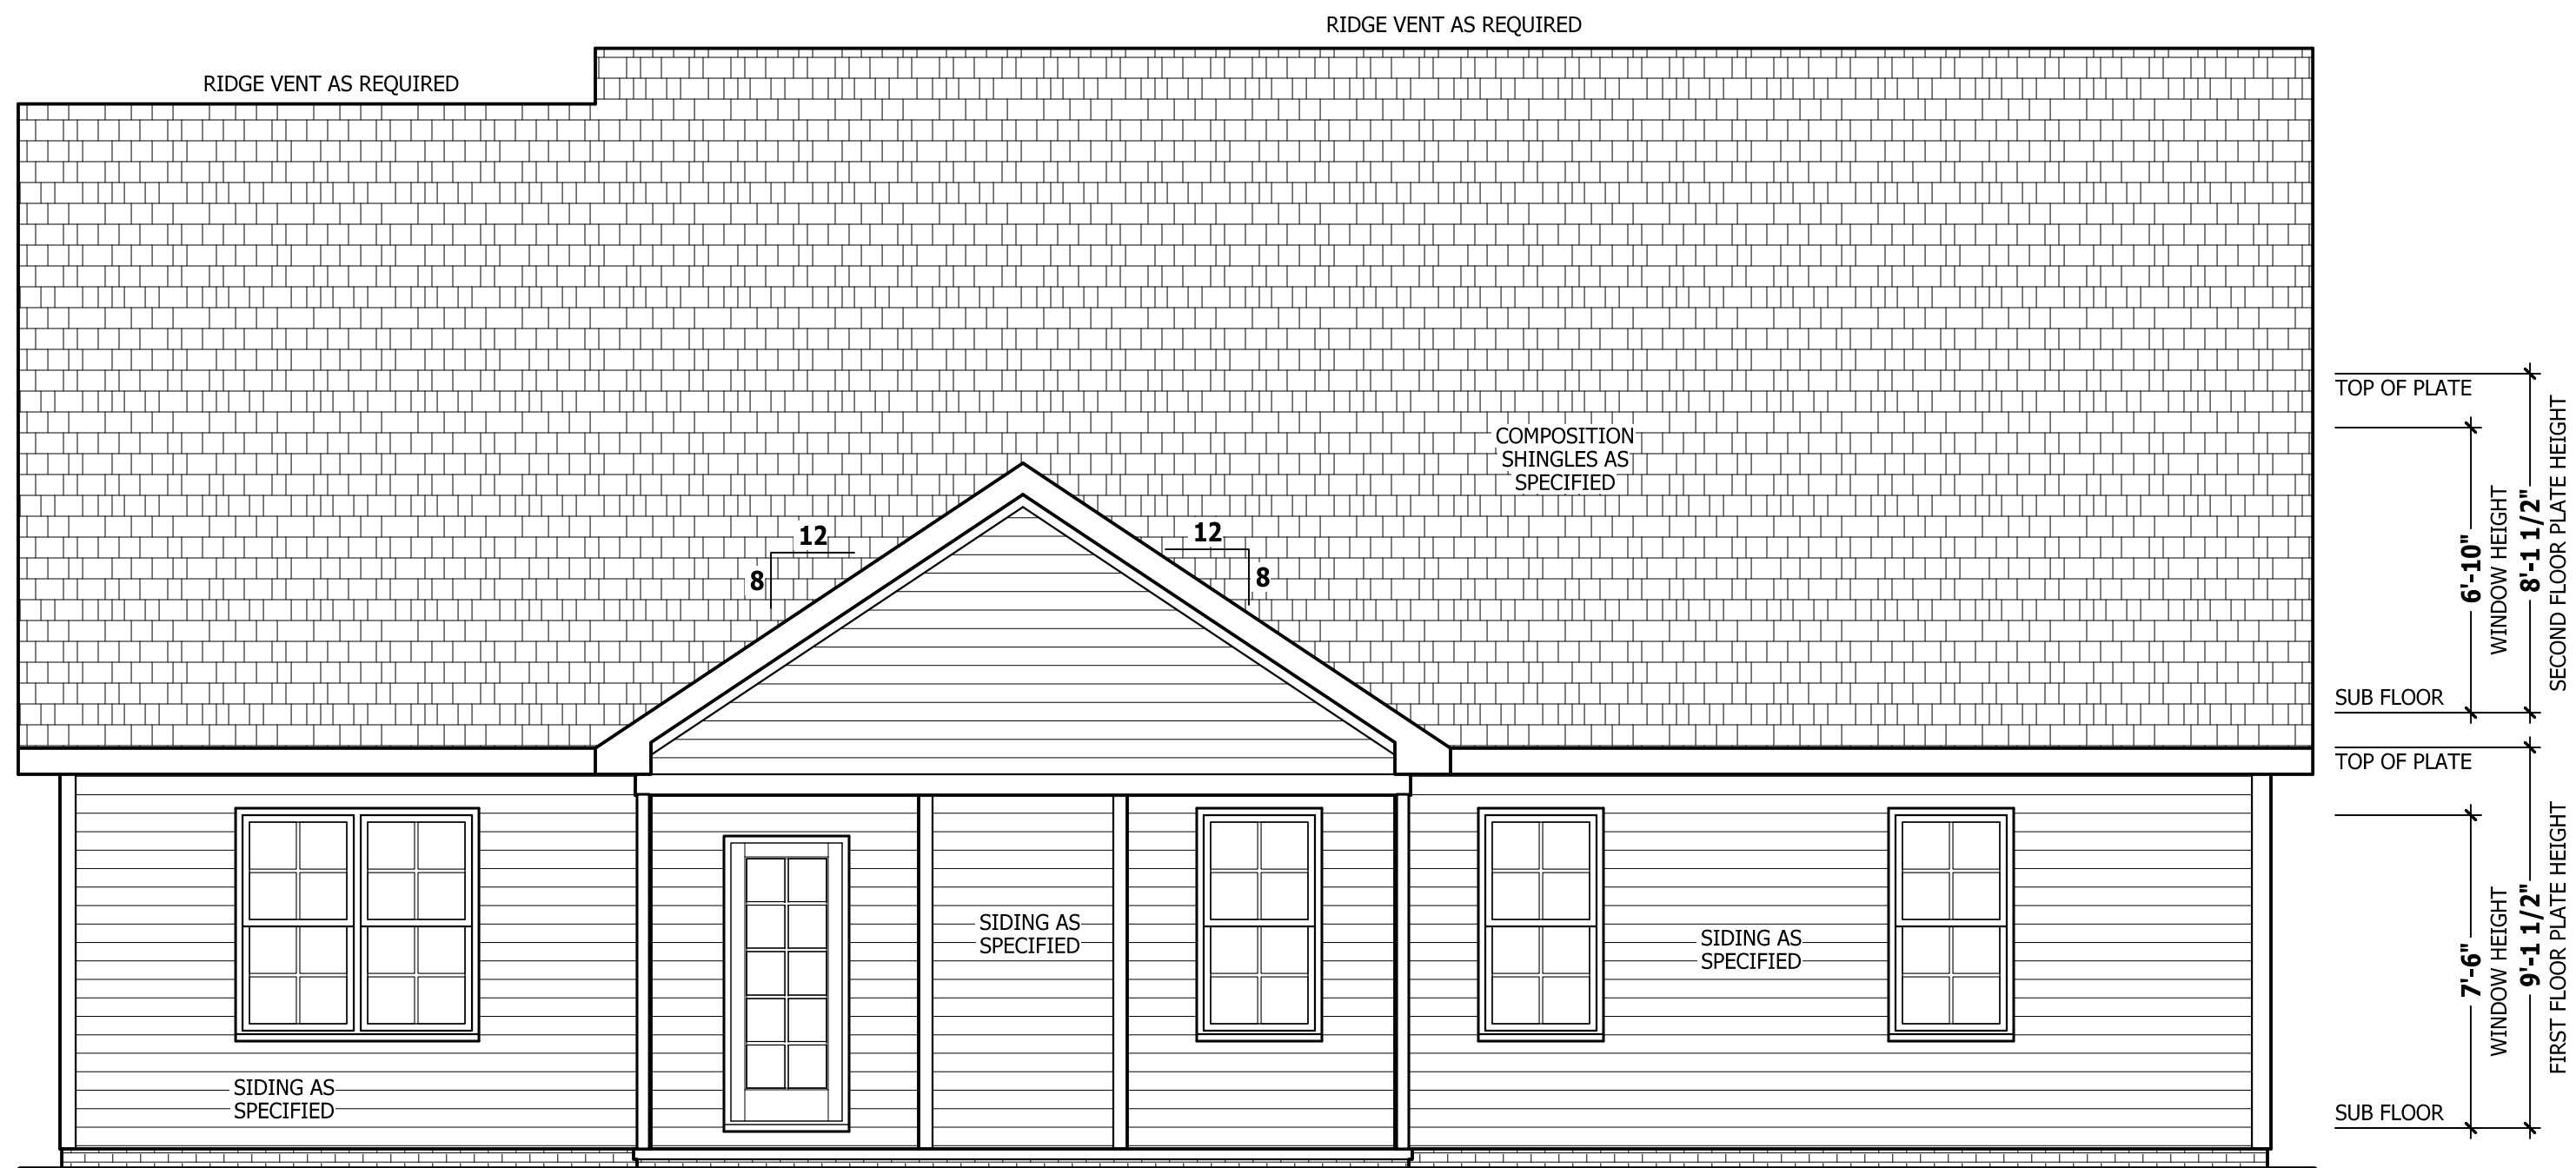 RIDGE VENT AS REQUIRED
RIDGE VENT AS REQUIRED
TOP OF PLATE
COMPOSITION
SHINGLES AS
SPECIFIED
12
8
12
8
6'-10"
WINDOW HEIGHT
8'-1 1/2"
SECOND FLOOR PLATE HEIGHT
SUB FLOOR
TOP OF PLATE
SIDING AS
SPECIFIED
SIDING AS
SPECIFIED
7'-6"
WINDOW HEIGHT
9'-1 1/2"
FIRST FLOOR PLATE HEIGHT
SIDING AS
SPECIFIED
SUB FLOOR